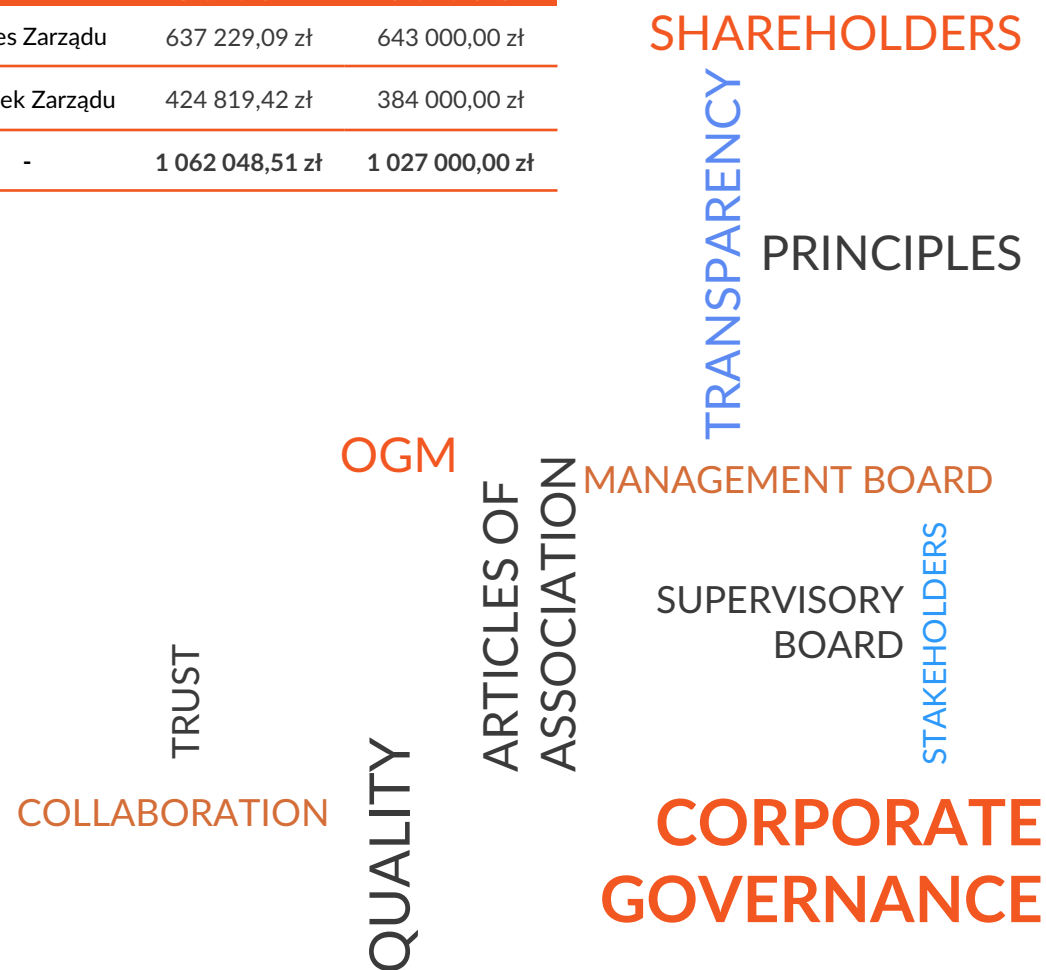 es Zarządu 637 229,09 zł 643 000,00 zł
ek Zarządu 424 819,42 zł 384 000,00 zł
- 1 062 048,51 zł 1 027 000,00 zł
SHAREHOLDERS
TRANSPARENCY
PRINCIPLES
OGM
ARTICLES OF
ASSOCIATION
MANAGEMENT BOARD
SUPERVISORY
BOARD
STAKEHOLDERS
TRUST
COLLABORATION
QUALITY
CORPORATE
GOVERNANCE